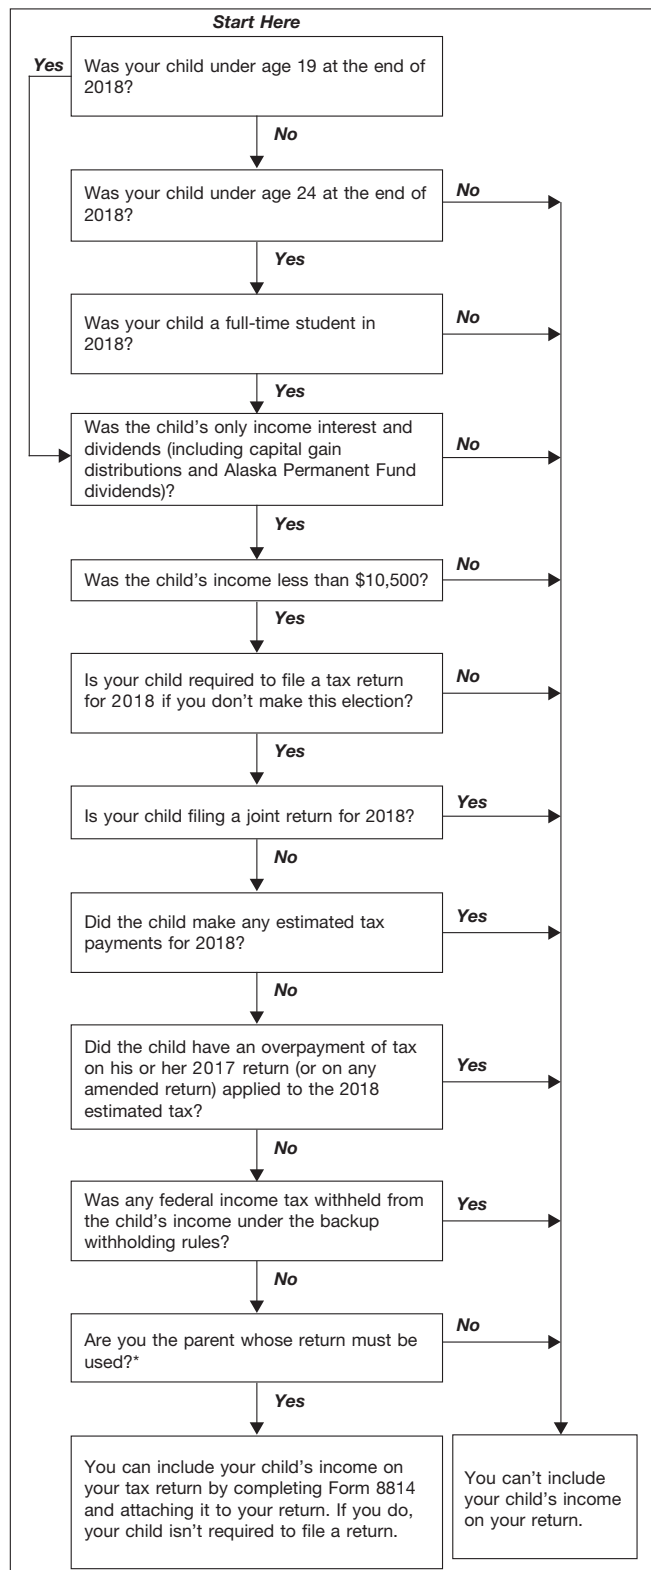 Start Here
Yes
Was your child under age 19 at the end of
2018?
No
Was your child under age 24 at the end of
2018?
No
Yes
Was your child a full-time student in
2018?
No
Yes
Was the child's only income interest and
dividends (including capital gain
distributions and Alaska Permanent Fund
dividends)?
No
Yes
Was the child's income less than $10,500?
No
Yes
Is your child required to file a tax return
for 2018 if you don't make this election?
No
Yes
Is your child filing a joint return for 2018?
Yes
No
Did the child make any estimated tax
payments for 2018?
Yes
No
Did the child have an overpayment of tax
on his or her 2017 return (or on any
amended return) applied to the 2018
estimated tax?
Yes
No
Was any federal income tax withheld from
the child's income under the backup
withholding rules?
Yes
No
Are you the parent whose return must be
used?*
No
Yes
You can include your child's income on
your tax return by completing Form 8814
and attaching it to your return. If you do,
your child isn't required to file a return.
You can't include
your child's income
on your return.